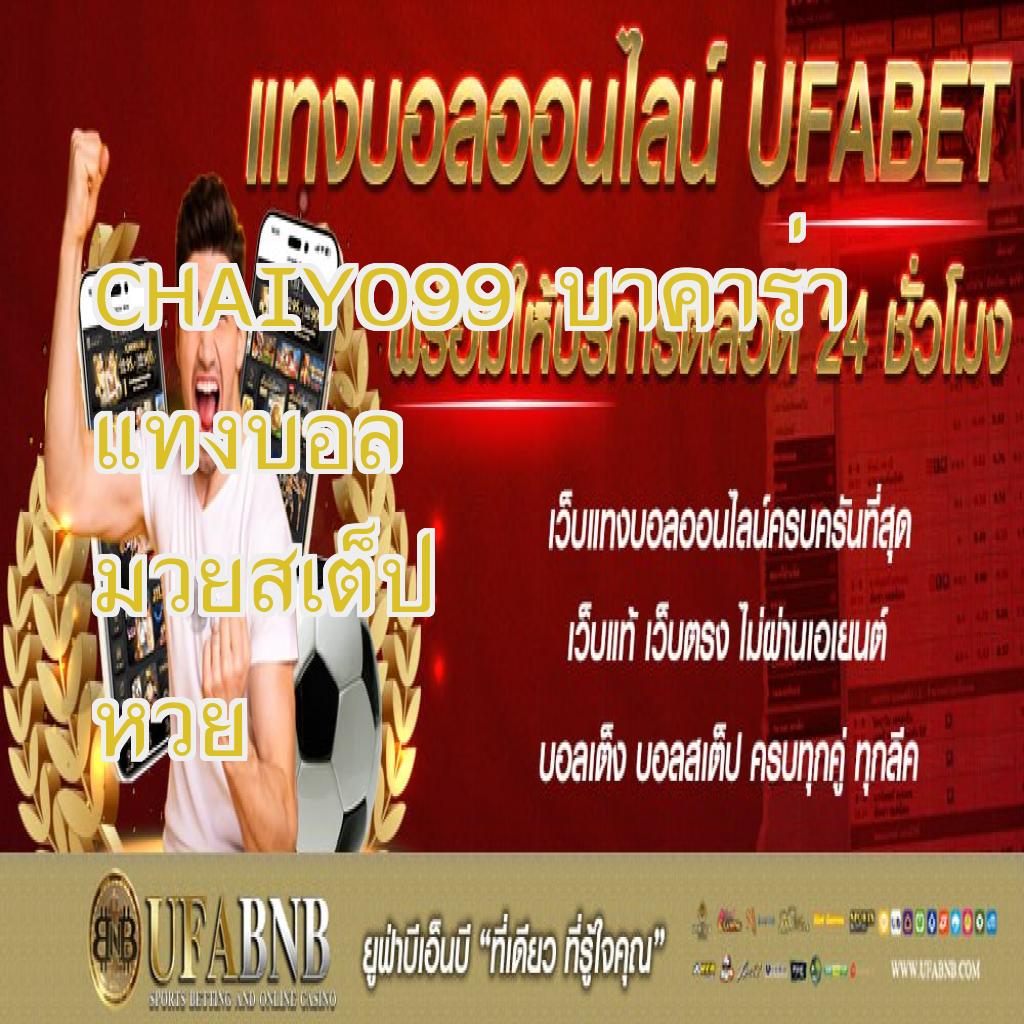 แทงบอลออนไลน์ UFABET
พร้อมให้บริการตลอด 24 ชั่วโมง
CHAIYO99 บาคาร่า
แทงบอล
มวยสเต็ป
หวย
เว็บแทงบอลออนไลน์ครบครันที่สุด
เว็บแท้ เว็บตรง ไม่ผ่านเอเยนต์
บอลเต็ง บอลสเต็ป ครบทุกคู่ ทุกลีค
UFABNB
SPORTS BETTING AND ONLINE CASINO
ยูฟ่าบีเอ็นบี “ที่เดียว ที่รู้ใจคุณ”
WWW.UFABNB.COM